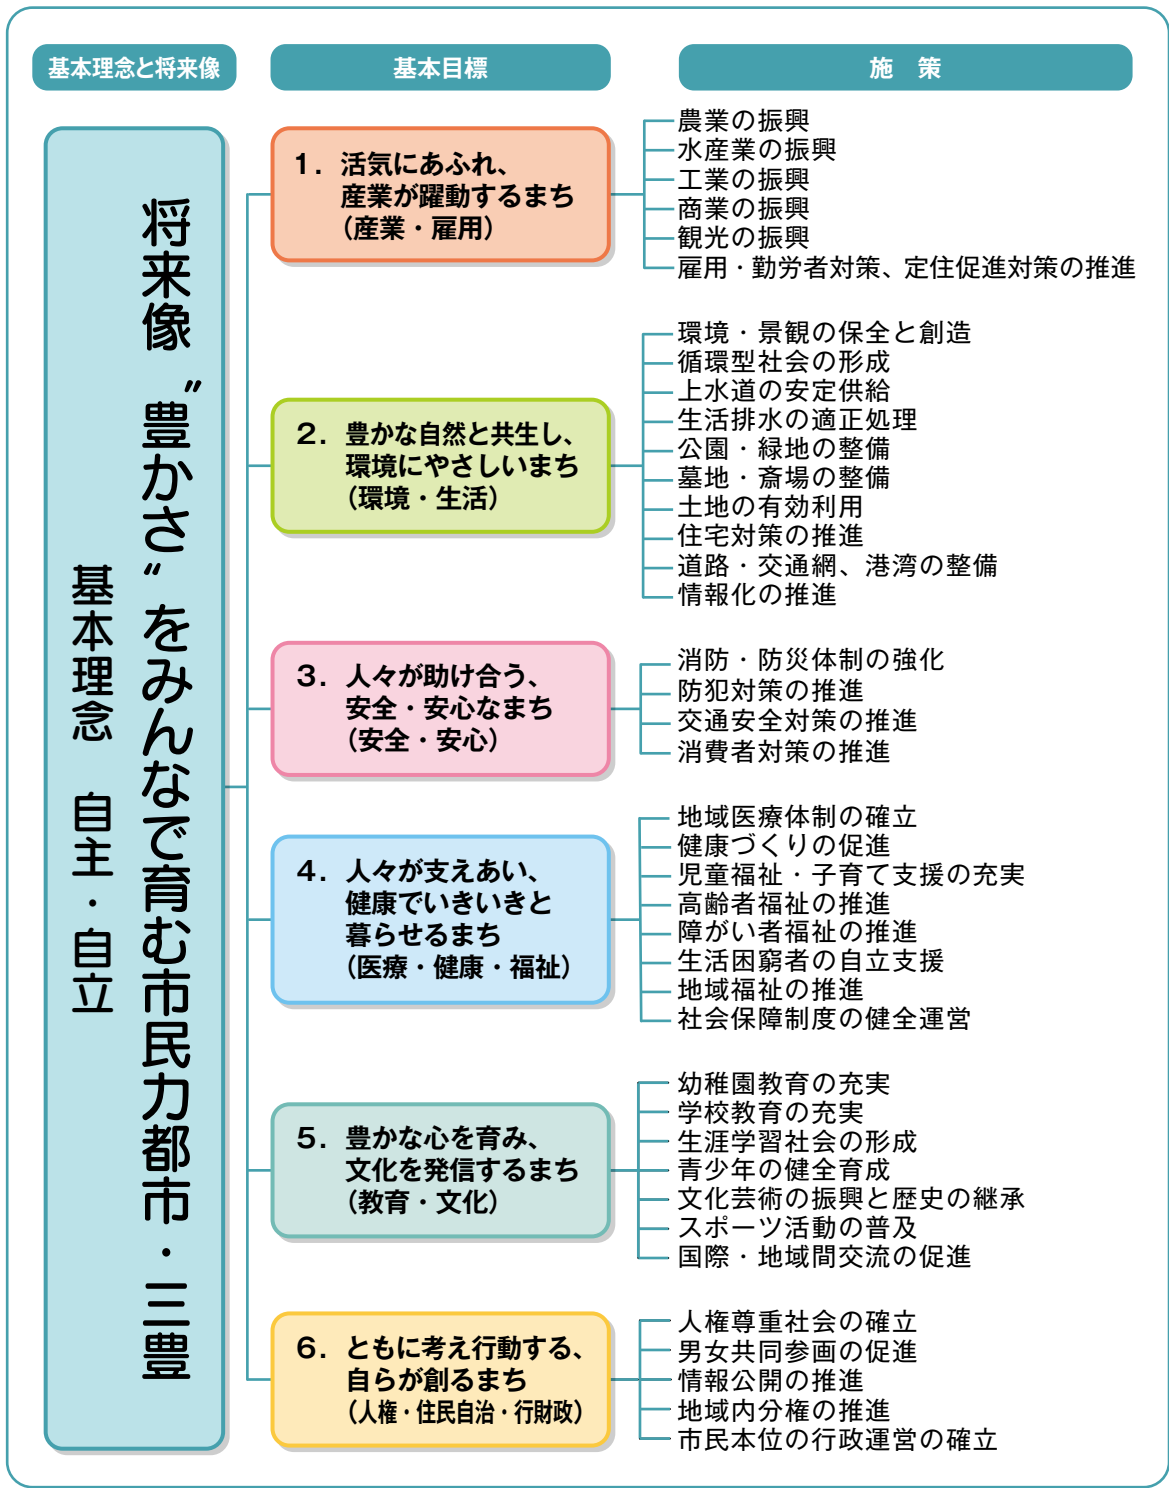 基本理念と将来像
基本目標
施　策
将来像〝豊かさ〟をみんなで育む市民力都市・三豊
基本理念　自主・自立
1．活気にあふれ、
産業が躍動するまち
（産業・雇用）
農業の振興
水産業の振興
工業の振興
商業の振興
観光の振興
雇用・勤労者対策、定住促進対策の推進
2．豊かな自然と共生し、
環境にやさしいまち
（環境・生活）
環境・景観の保全と創造
循環型社会の形成
上水道の安定供給
生活排水の適正処理
公園・緑地の整備
墓地・斎場の整備
土地の有効利用
住宅対策の推進
道路・交通網、港湾の整備
情報化の推進
3．人々が助け合う、
安全・安心なまち
（安全・安心）
消防・防災体制の強化
防犯対策の推進
交通安全対策の推進
消費者対策の推進
4．人々が支えあい、
健康でいきいきと
暮らせるまち
（医療・健康・福祉）
地域医療体制の確立
健康づくりの促進
児童福祉・子育て支援の充実
高齢者福祉の推進
障がい者福祉の推進
生活困窮者の自立支援
地域福祉の推進
社会保障制度の健全運営
5．豊かな心を育み、
文化を発信するまち
（教育・文化）
幼稚園教育の充実
学校教育の充実
生涯学習社会の形成
青少年の健全育成
文化芸術の振興と歴史の継承
スポーツ活動の普及
国際・地域間交流の促進
6．ともに考え行動する、
自らが創るまち
（人権・住民自治・行財政）
人権尊重社会の確立
男女共同参画の促進
情報公開の推進
地域内分権の推進
市民本位の行政運営の確立